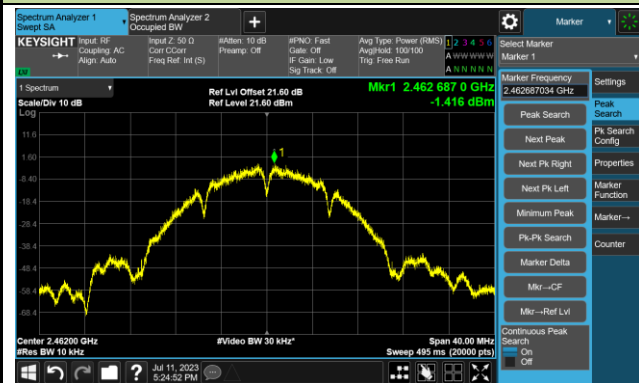 Spectrum Analyzer 1
Swept SA
Spectrum Analyzer 2
Occupied BW
Marker
KEYSIGHT
Input: RF
Coupling: AC
Align: Auto
Input Z: 50 Ω
Corr CCorr
Freq Ref: Int (S)
#Atten: 10 dB
Preamp: Off
#PNO: Fast
Gate: Off
IF Gain: Low
Sig Track: Off
Avg Type: Power (RMS)
Avg|Hold: 100/100
Trig: Free Run
1 2 3 4 5 6
A W W W W W
A N N N N N
LW
Select Marker
Marker 1
1 Spectrum
Scale/Div 10 dB
Log
Ref Lvl Offset 21.60 dB
Ref Level 21.60 dBm
Mkr1 2.462 687 0 GHz
-1.416 dBm
11.6
1.60
-8.40
-18.4
-28.4
-38.4
-48.4
-58.4
-68.4
1
Center 2.46200 GHz
#Res BW 10 kHz
#Video BW 30 kHz*
Span 40.00 MHz
Sweep 495 ms (20000 pts)
Marker Frequency
2.462687034 GHz
Peak Search
Next Peak
Next Pk Right
Next Pk Left
Minimum Peak
Pk-Pk Search
Marker Delta
Mkr→CF
Mkr→Ref Lvl
Continuous Peak
Search
On
Off
Settings
Peak
Search
Pk Search
Config
Properties
Marker
Function
Marker→
Counter
?
Jul 11, 2023
5:24:52 PM